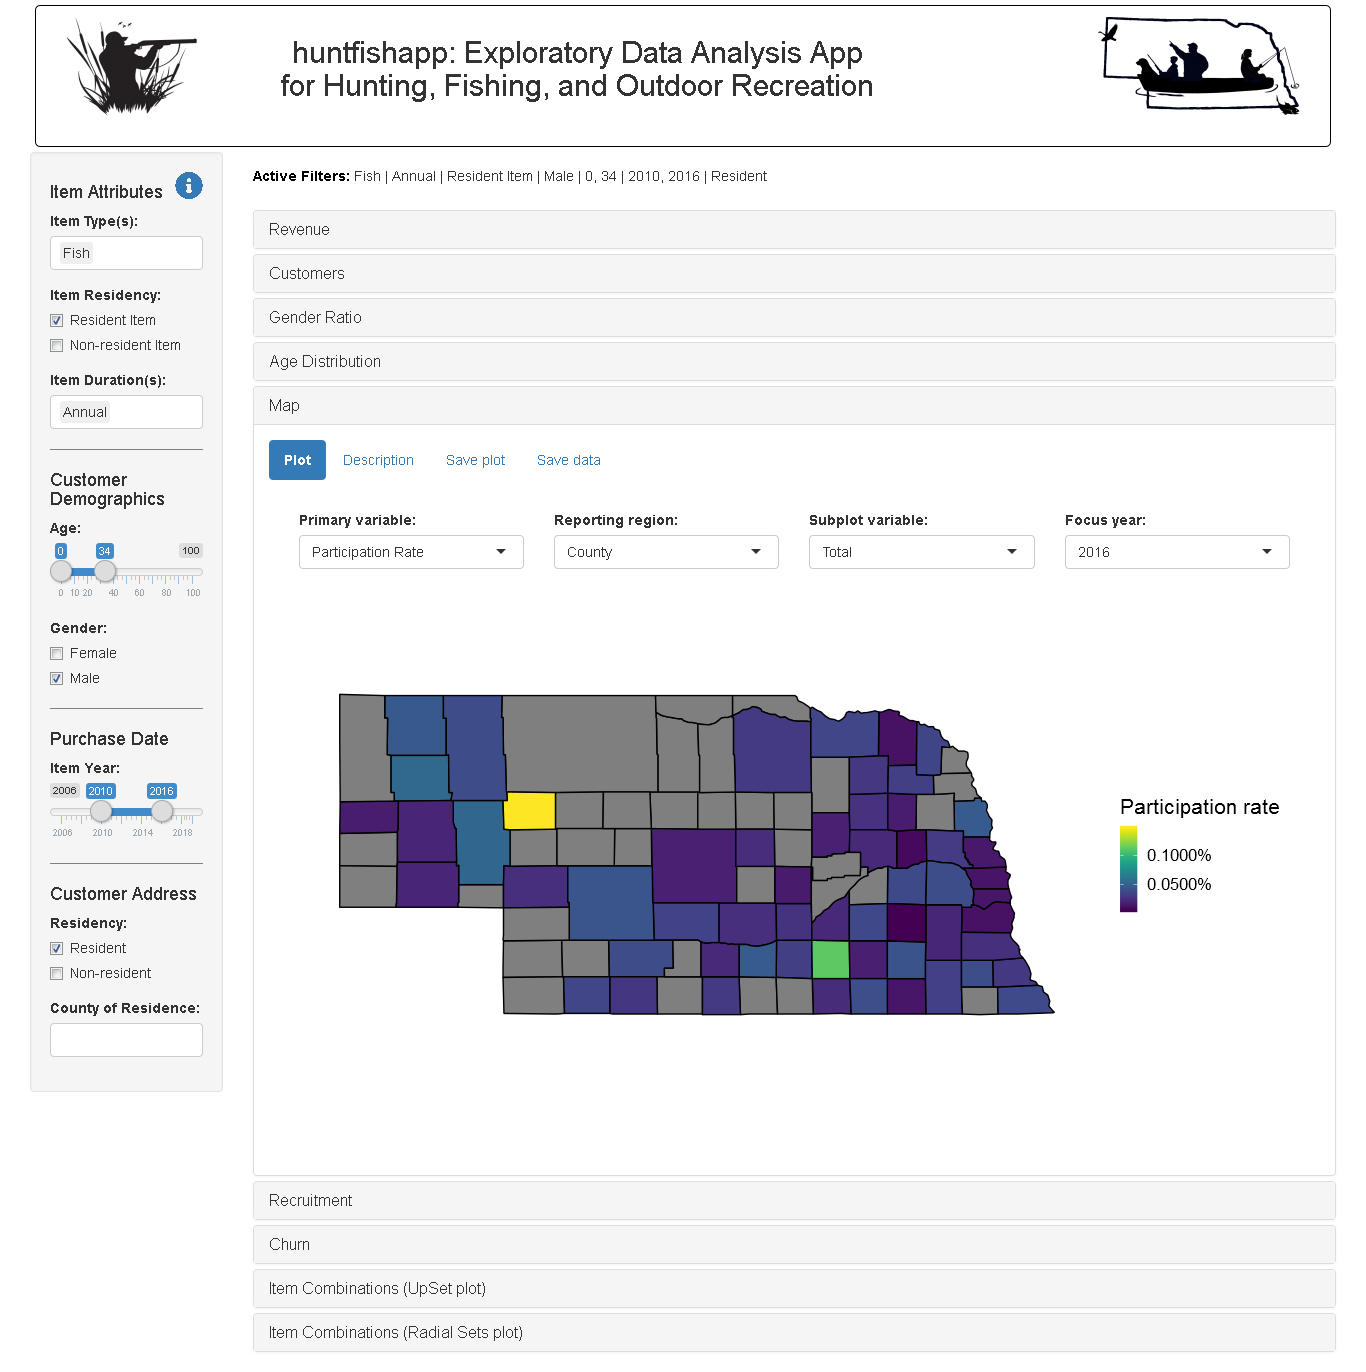 huntfishapp: Exploratory Data Analysis App
for Hunting, Fishing, and Outdoor Recreation
Item Attributes
Item Type(s):
Fish
Item Residency:
Resident Item
Non-resident Item
Item Duration(s):
Annual
Customer
Demographics
Age:
0 34 100
0 10 20 40 60 80 100
Gender:
Female
Male
Purchase Date
Item Year:
2006 2010 2016
2006 2010 2014 2018
Customer Address
Residency:
Resident
Non-resident
County of Residence:
Active Filters: Fish | Annual | Resident Item | Male | 0, 34 | 2010, 2016 | Resident
Revenue
Customers
Gender Ratio
Age Distribution
Map
Plot Description Save plot Save data
Primary variable: Reporting region: Subplot variable: Focus year:
Participation Rate County Total 2016
Participation rate
0.1000%
0.0500%
Recruitment
Churn
Item Combinations (UpSet plot)
Item Combinations (Radial Sets plot)